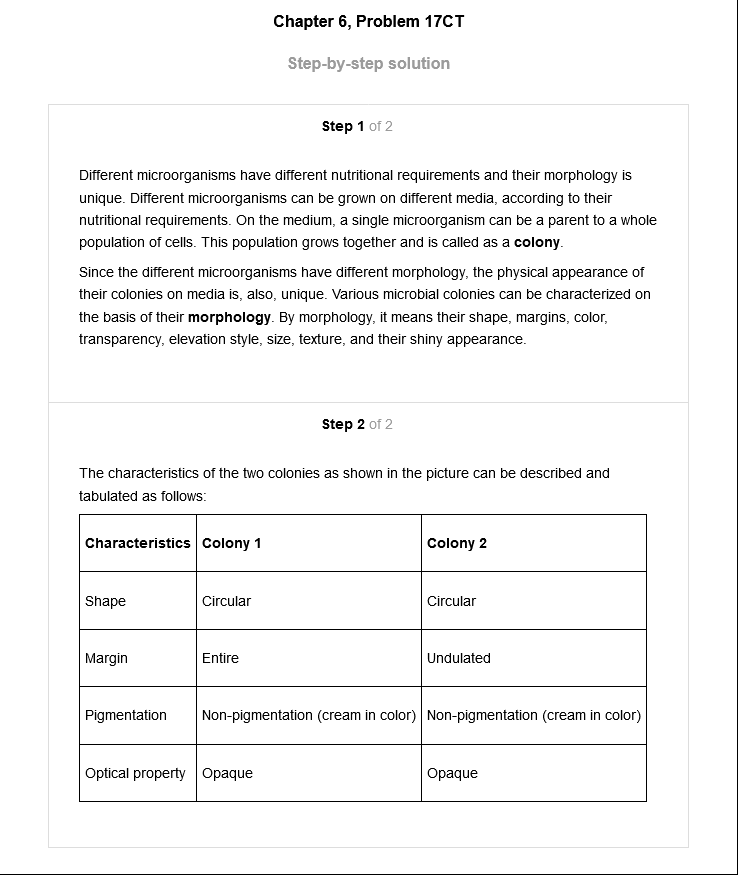 Chapter 6, Problem 17CT
Step-by-step solution
Step 1 of 2
Different microorganisms have different nutritional requirements and their morphology is
unique. Different microorganisms can be grown on different media, according to their
nutritional requirements. On the medium, a single microorganism can be a parent to a whole
population of cells. This population grows together and is called as a colony.
Since the different microorganisms have different morphology, the physical appearance of
their colonies on media is, also, unique. Various microbial colonies can be characterized on
the basis of their morphology. By morphology, it means their shape, margins, color,
transparency, elevation style, size, texture, and their shiny appearance.
Step 2 of 2
The characteristics of the two colonies as shown in the picture can be described and
tabulated as follows:
Characteristics Colony 1 Colony 2
Shape Circular Circular
Margin Entire Undulated
Pigmentation Non-pigmentation (cream in color) Non-pigmentation (cream in color)
Optical property Opaque Opaque